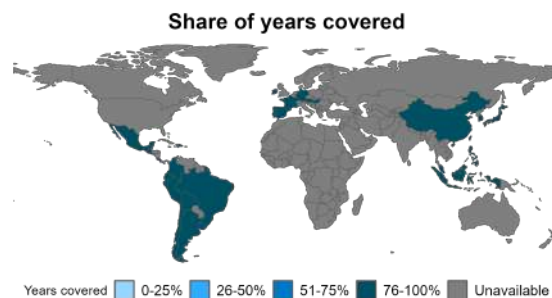 Share of years covered
Years covered 0-25% 26-50% 51-75% 76-100% Unavailable